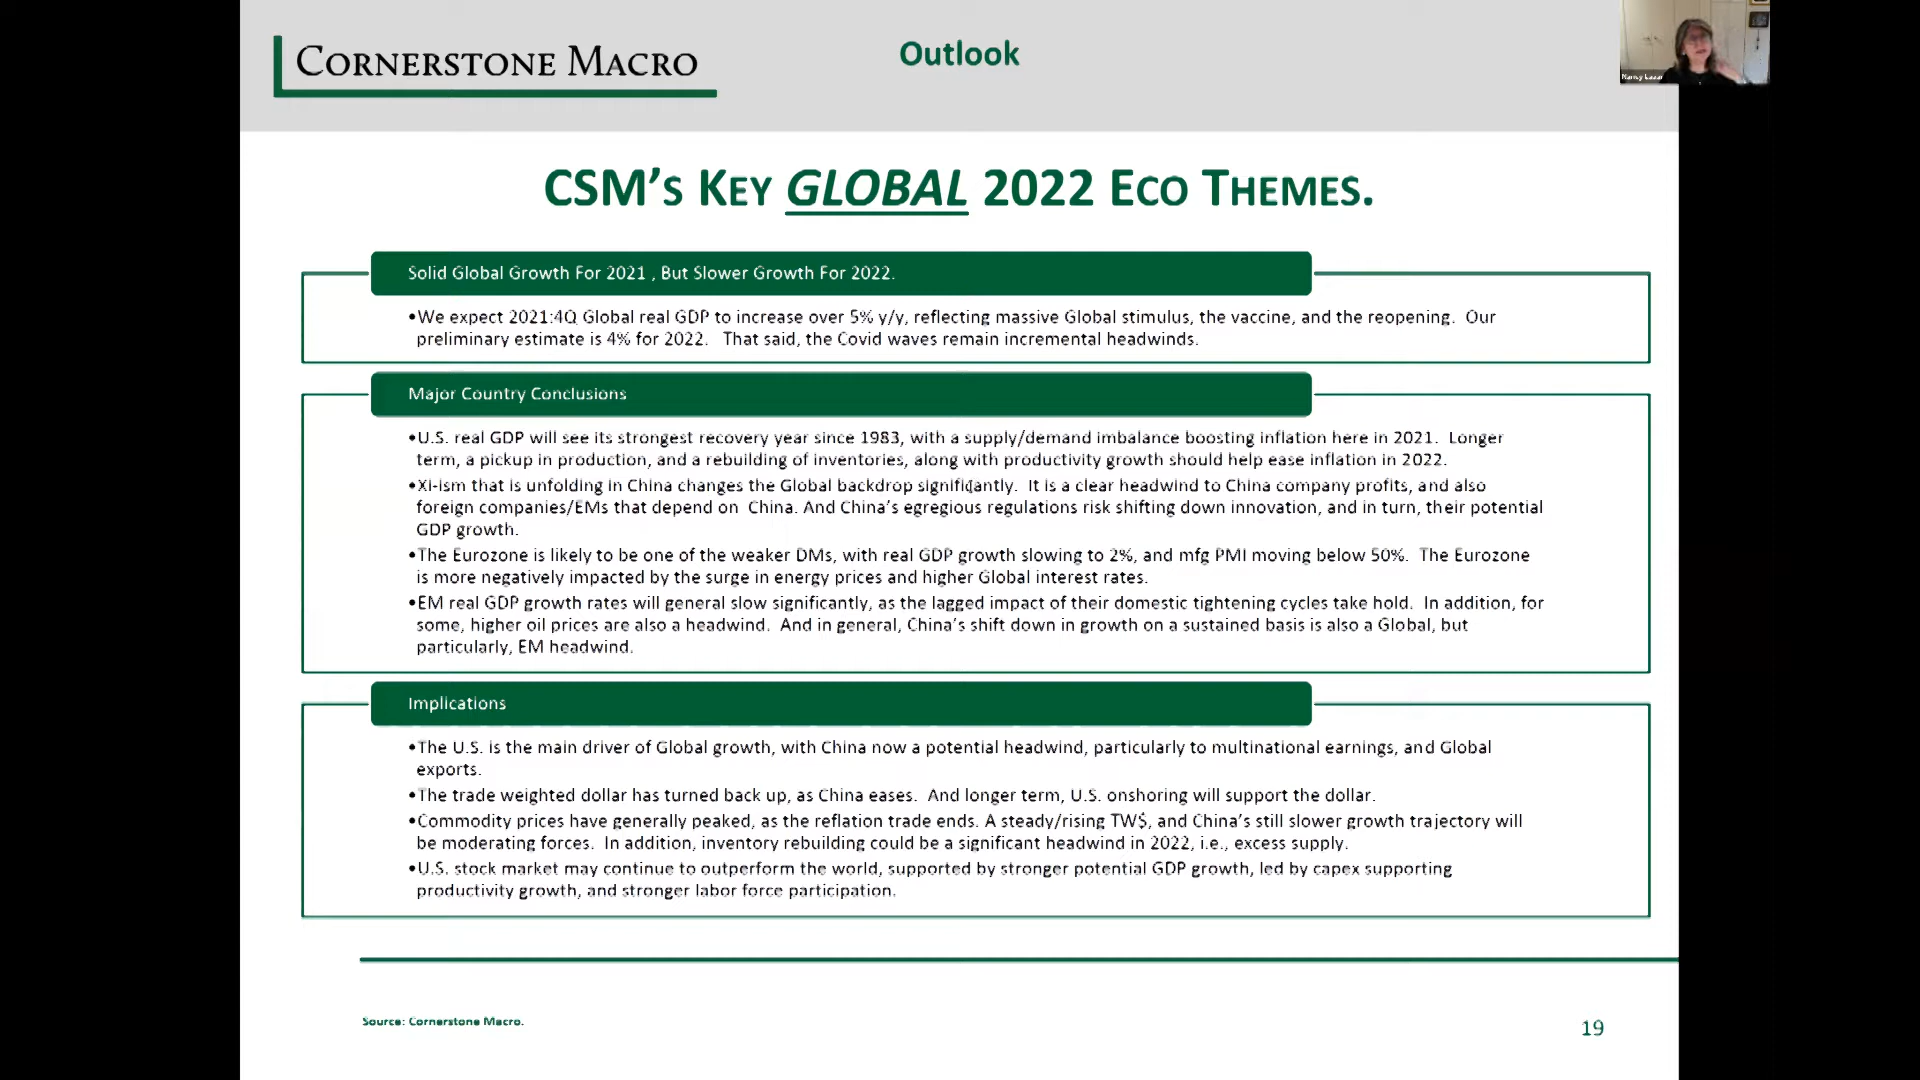 CORNERSTONE MACRO
Outlook
Nancy Lazar
CSM'S KEY GLOBAL 2022 ECO THEMES.
Solid Global Growth For 2021 , But Slower Growth For 2022.
•We expect 2021:4Q Global real GDP to increase over 5% y/y, reflecting massive Global stimulus, the vaccine, and the reopening. Our
preliminary estimate is 4% for 2022. That said, the Covid waves remain incremental headwinds.
Major Country Conclusions
•U.S. real GDP will see its strongest recovery year since 1983, with a supply/demand imbalance boosting inflation here in 2021. Longer
term, a pickup in production, and a rebuilding of inventories, along with productivity growth should help ease inflation in 2022.
•Xi-ism that is unfolding in China changes the Global backdrop significantly. It is a clear headwind to China company profits, and also
foreign companies/EMs that depend on China. And China's egregious regulations risk shifting down innovation, and in turn, their potential
GDP growth.
•The Eurozone is likely to be one of the weaker DMs, with real GDP growth slowing to 2%, and mfg PMI moving below 50%. The Eurozone
is more negatively impacted by the surge in energy prices and higher Global interest rates.
•EM real GDP growth rates will general slow significantly, as the lagged impact of their domestic tightening cycles take hold. In addition, for
some, higher oil prices are also a headwind. And in general, China's shift down in growth on a sustained basis is also a Global, but
particularly, EM headwind.
Implications
•The U.S. is the main driver of Global growth, with China now a potential headwind, particularly to multinational earnings, and Global
exports.
•The trade weighted dollar has turned back up, as China eases. And longer term, U.S. onshoring will support the dollar.
•Commodity prices have generally peaked, as the reflation trade ends. A steady/rising TW$, and China's still slower growth trajectory will
be moderating forces. In addition, inventory rebuilding could be a significant headwind in 2022, i.e., excess supply.
•U.S. stock market may continue to outperform the world, supported by stronger potential GDP growth, led by capex supporting
productivity growth, and stronger labor force participation.
Source: Cornerstone Macro.
19